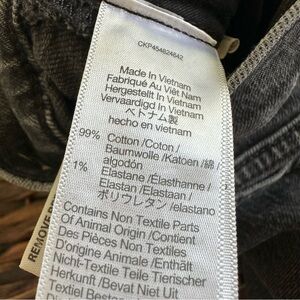 CKP454824642
Made In Vietnam
Fabriqué Au Viêt Nam
Hergestellt In Vietnam
Vervaardigd In Vietnam
ベトナム製
hecho en vietnam
99% Cotton/Coton/
Baumwolle/Katoen/綿
algodón
1% Elastane/Élasthanne/
Elastan/Elastaan/
ポリウレタン/elastano
Contains Non Textile Parts
Of Animal Origin/Contient
Des Pièces Non Textiles
D'origine Animale/Enthält
Nicht-Textile Teile Tierischer
Herkunft/Bevat Niet Uit
Textiel Bestaande
REMOVE